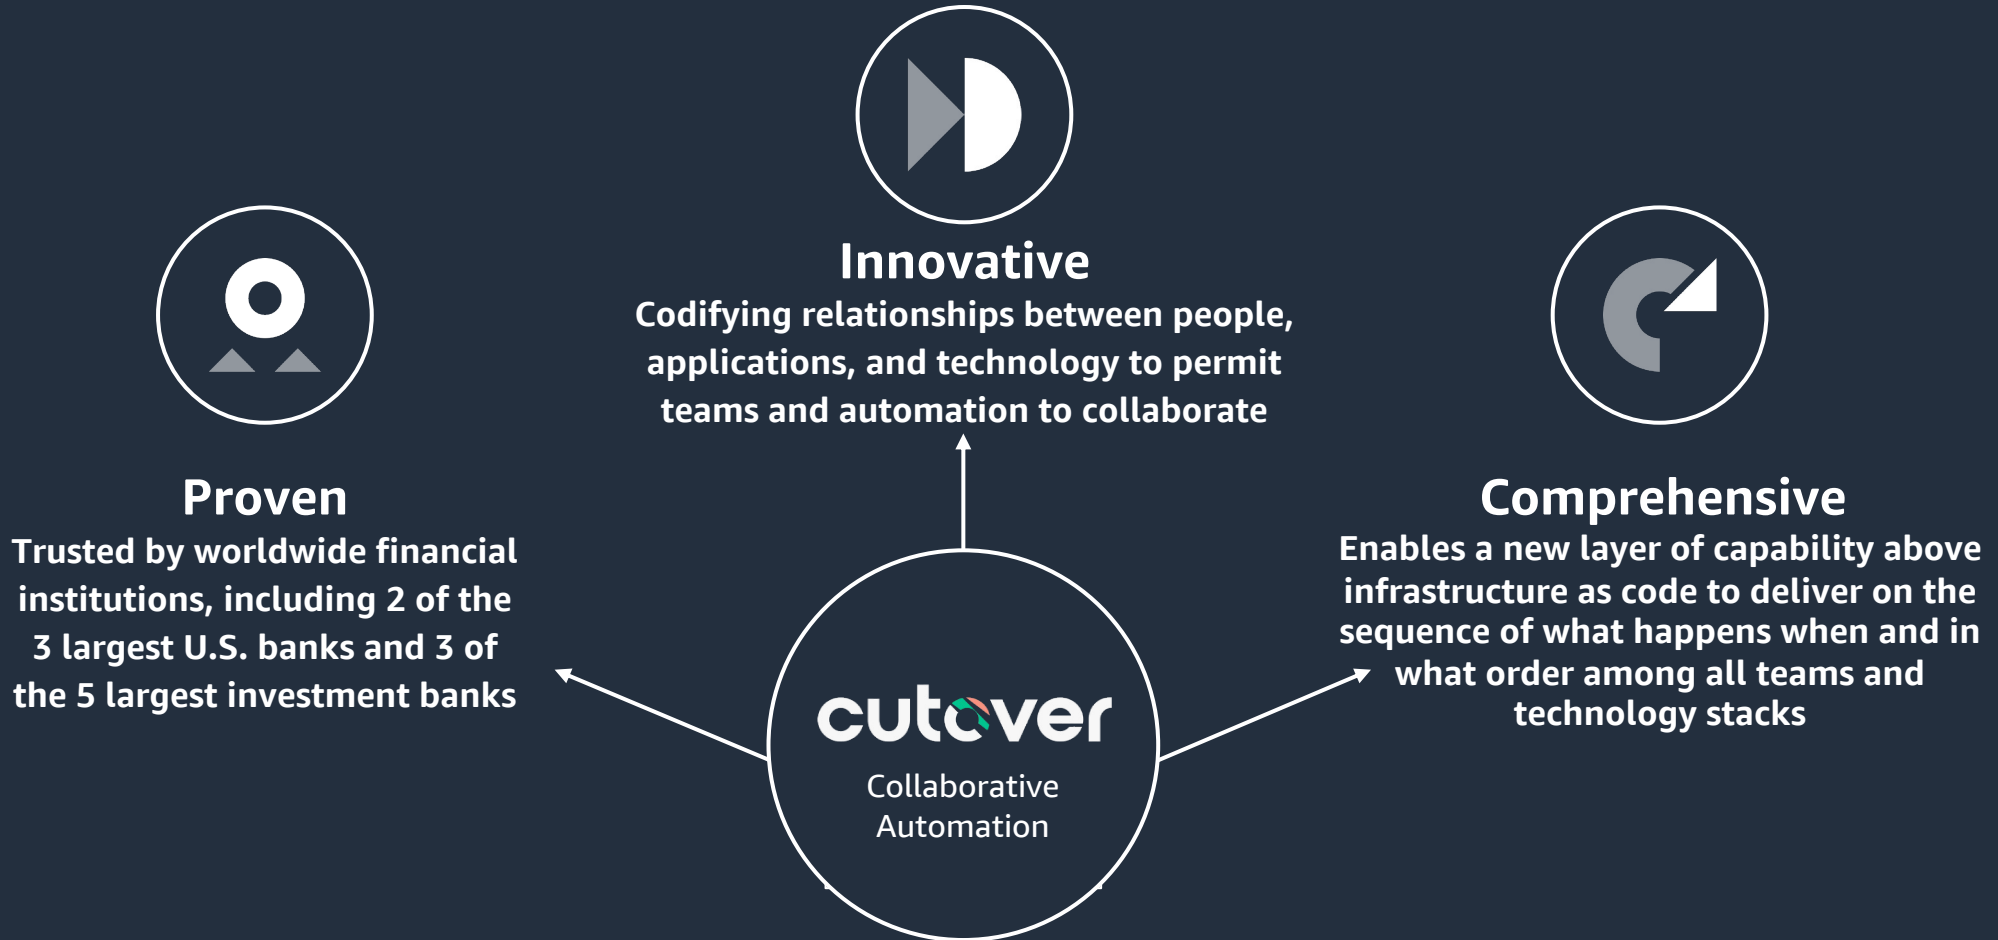 Innovative
Codifying relationships between people,
applications, and technology to permit
teams and automation to collaborate
Proven
Trusted by worldwide financial
institutions, including 2 of the
3 largest U.S. banks and 3 of
the 5 largest investment banks
Comprehensive
Enables a new layer of capability above
infrastructure as code to deliver on the
sequence of what happens when and in
what order among all teams and
technology stacks
cutover
Collaborative
Automation